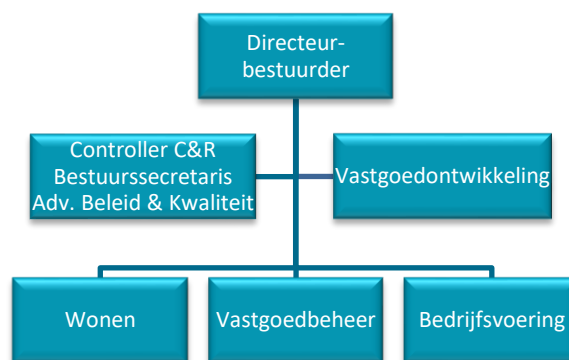 Directeur-
bestuurder
Controller C&R
Bestuurssecretaris
Adv. Beleid & Kwaliteit
Vastgoedontwikkeling
Wonen
Vastgoedbeheer
Bedrijfsvoering